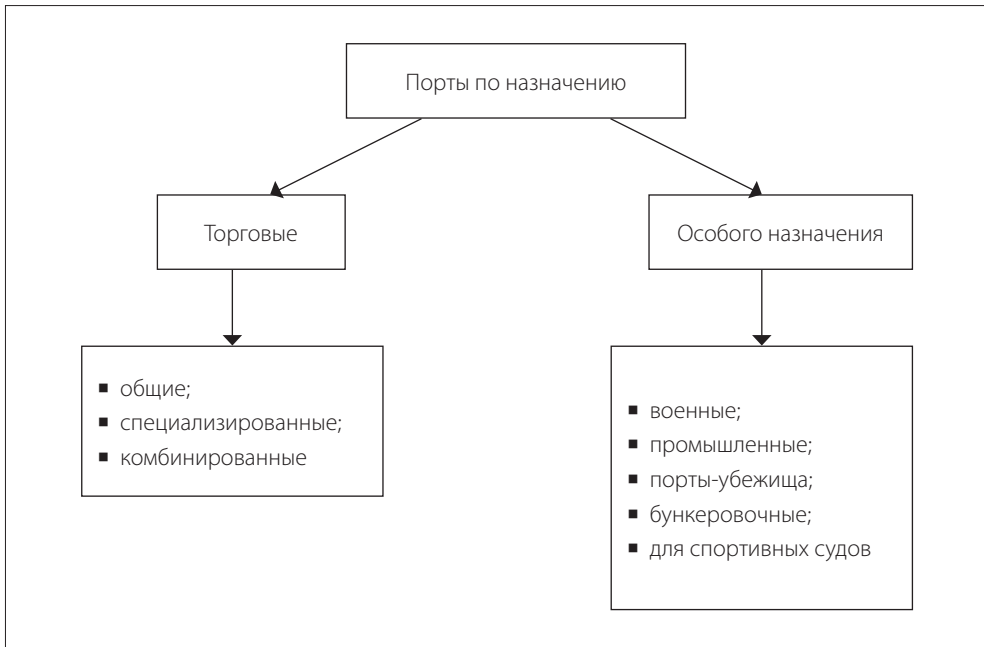 Порты по назначению
Торговые
Особого назначения
▪ общие;
▪ специализированные;
▪ комбинированные
▪ военные;
▪ промышленные;
▪ порты-убежища;
▪ бункеровочные;
▪ для спортивных судов